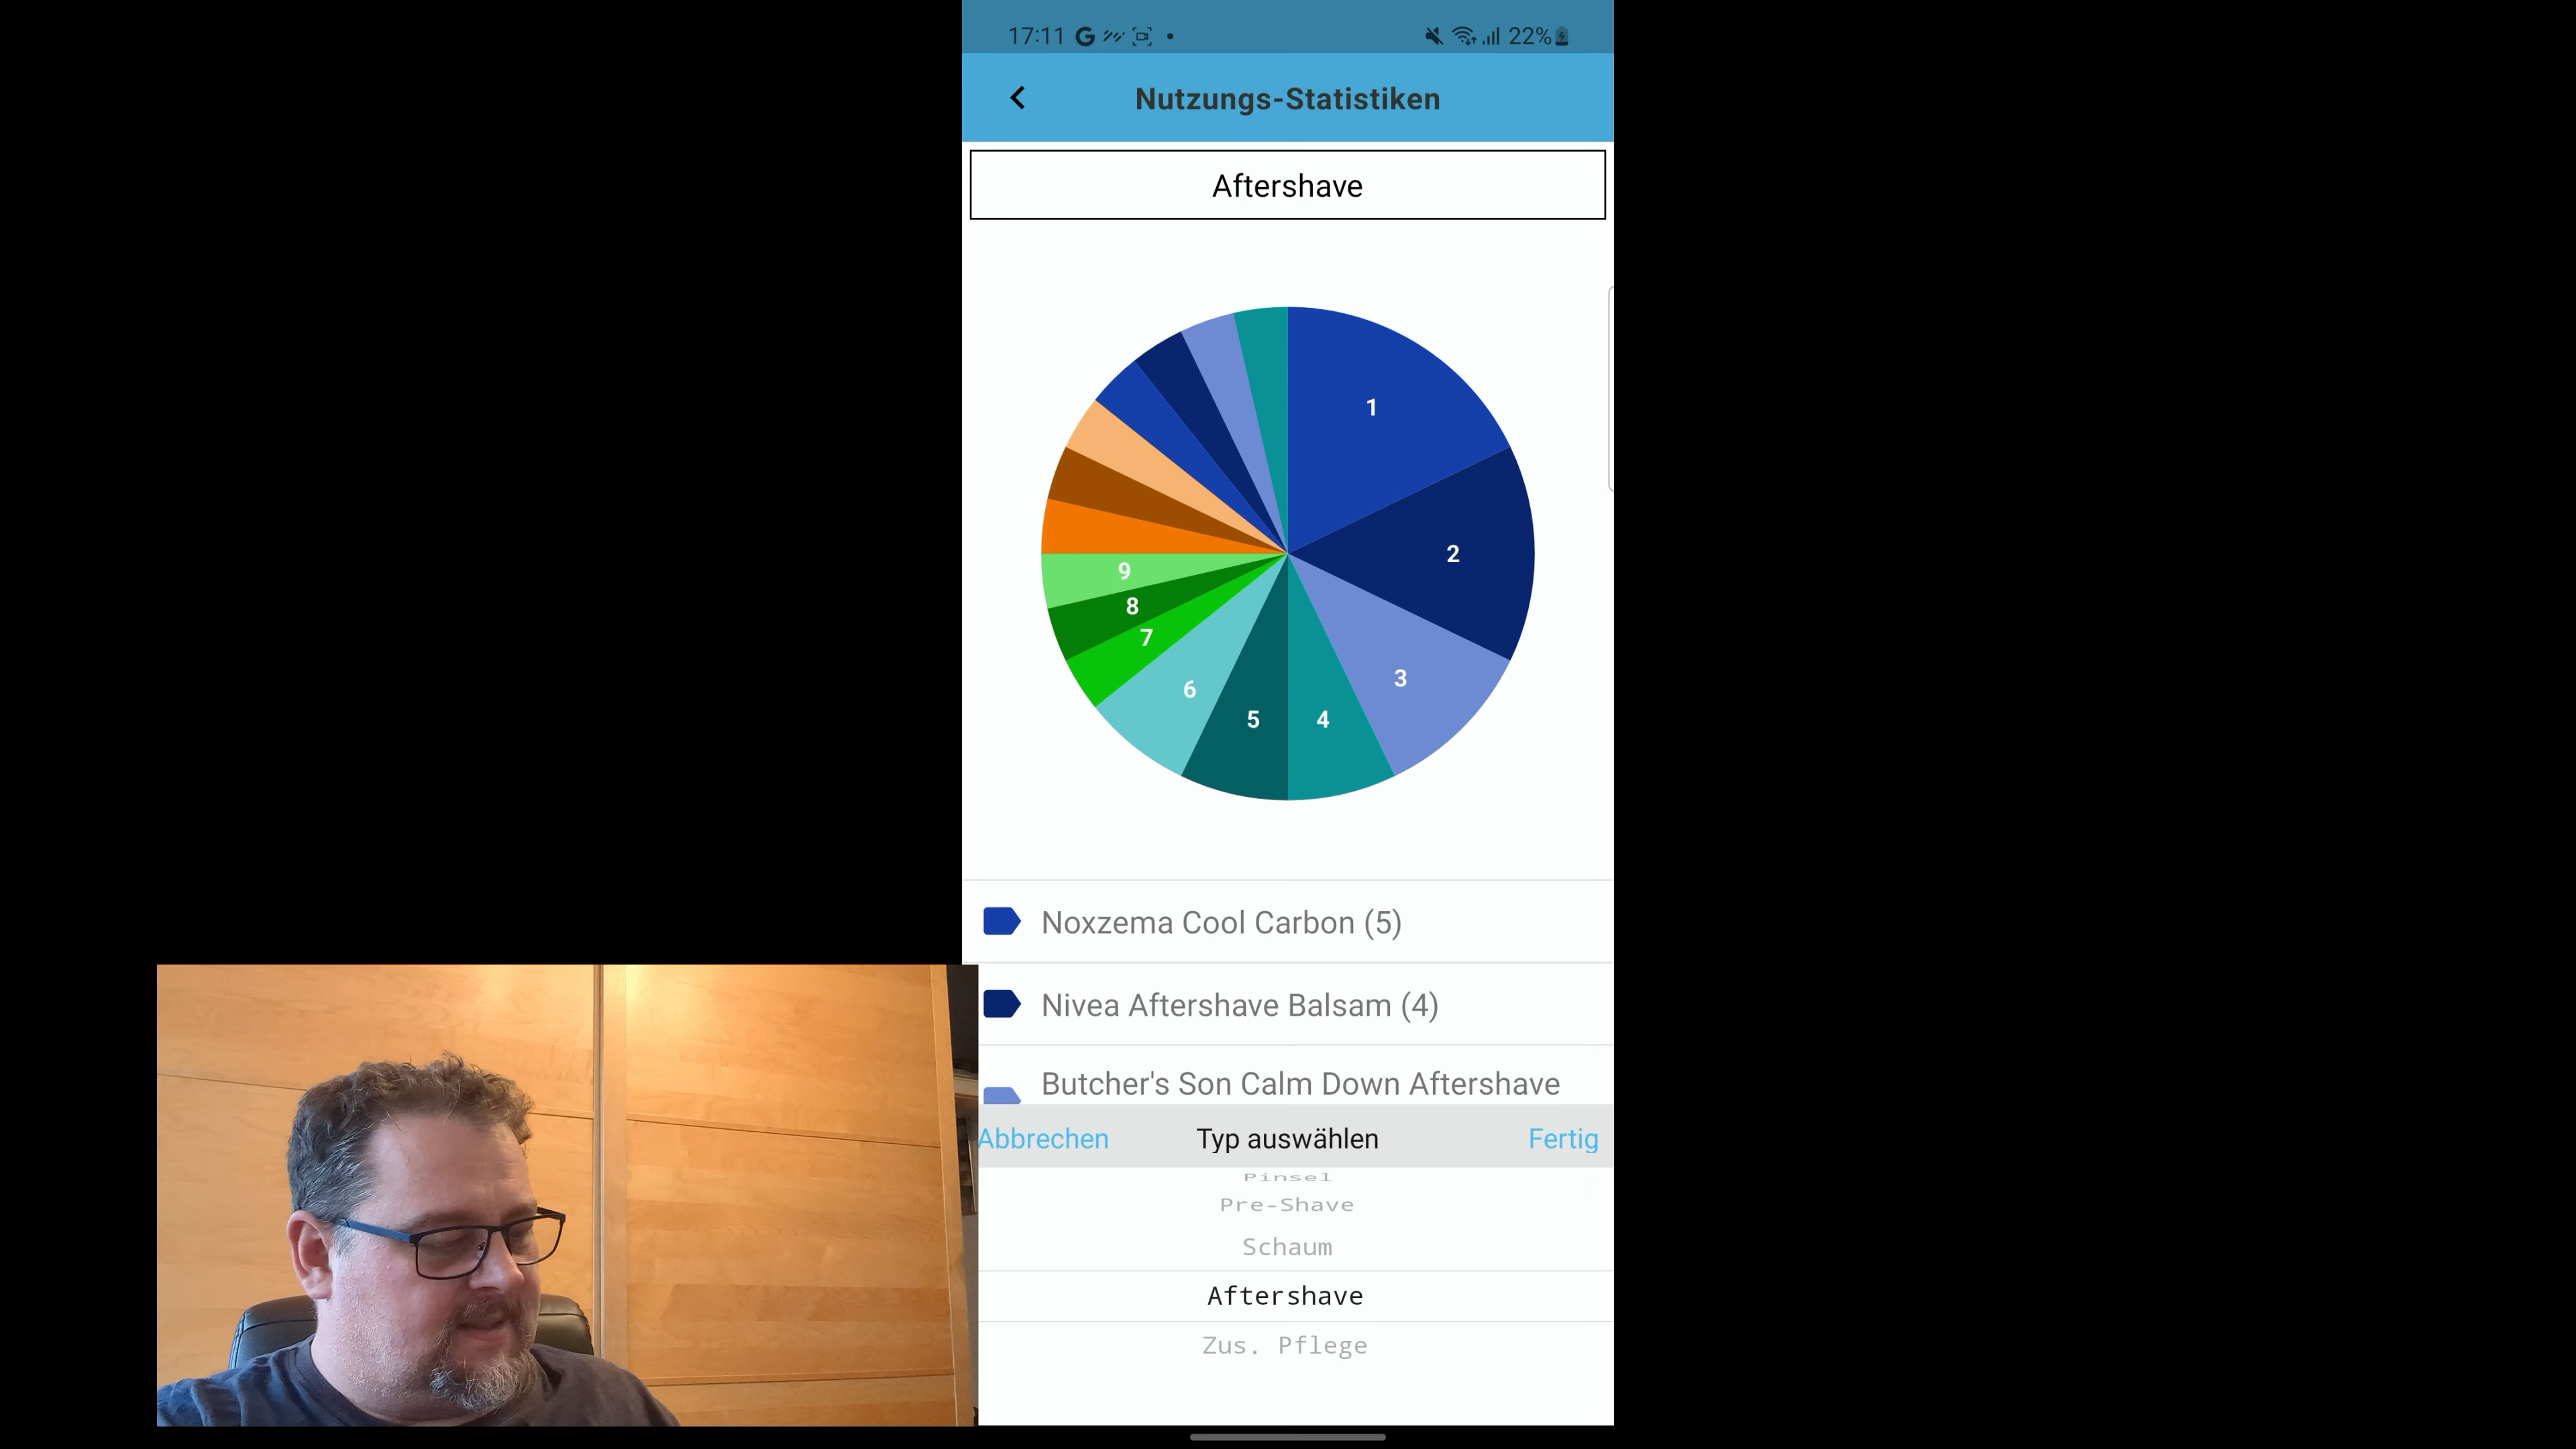 17:11 G 22%
Nutzungs-Statistiken
Aftershave
1
2
3
4
5
6
7
8
9
Noxzema Cool Carbon (5)
Nivea Aftershave Balsam (4)
Butcher's Son Calm Down Aftershave
Abbrechen Typ auswählen Fertig
Pinsel
Pre-Shave
Schaum
Aftershave
Zus. Pflege